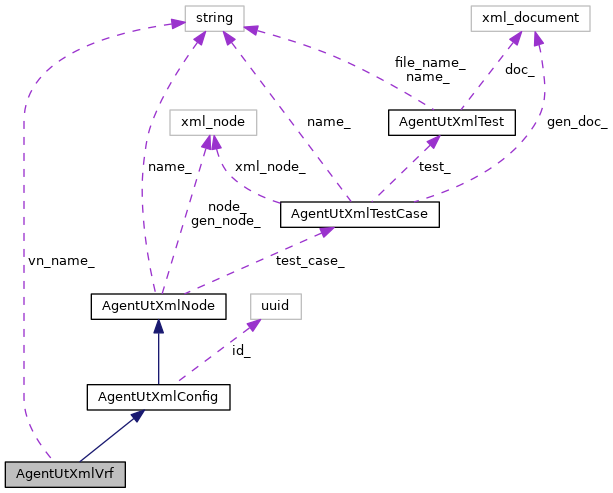 string
xml_document
file_name_
name_
doc_
xml_node
AgentUtXmlTest
name_
gen_doc_
name_
xml_node_
test_
node_
gen_node_
AgentUtXmlTestCase
vn_name_
test_case_
AgentUtXmlNode
uuid
id_
AgentUtXmlConfig
AgentUtXmlVrf